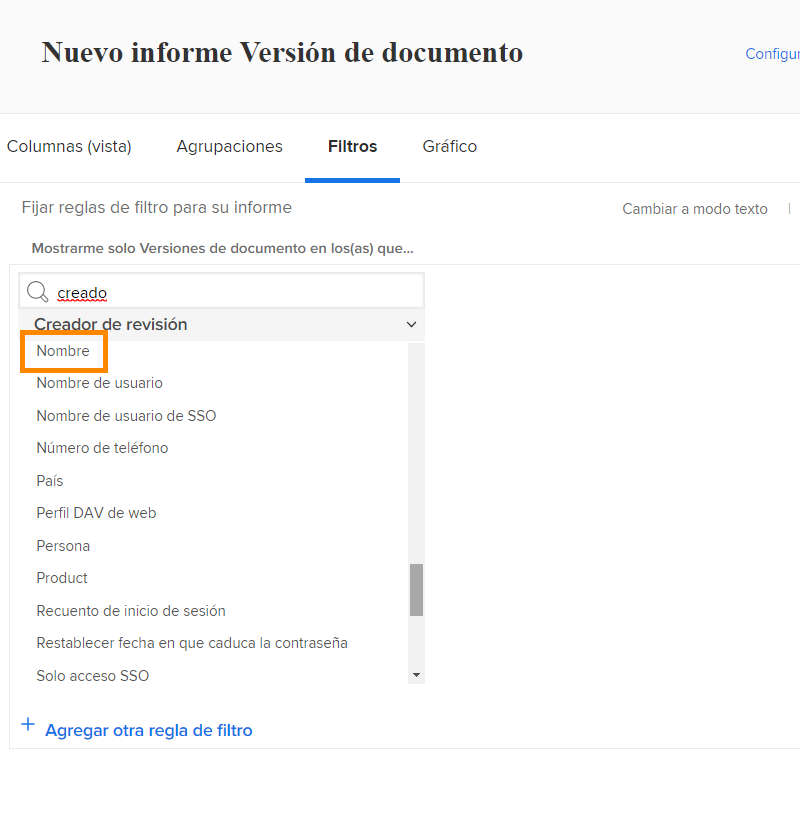 Nuevo informe Versión de documento
Configur
Columnas (vista) Agrupaciones Filtros Gráfico
Fijar reglas de filtro para su informe
Cambiar a modo texto
Mostrarme solo Versiones de documento en los(as) que...
creado
Creador de revisión
Nombre
Nombre de usuario
Nombre de usuario de SSO
Número de teléfono
País
Perfil DAV de web
Persona
Product
Recuento de inicio de sesión
Restablecer fecha en que caduca la contraseña
Solo acceso SSO
Agregar otra regla de filtro